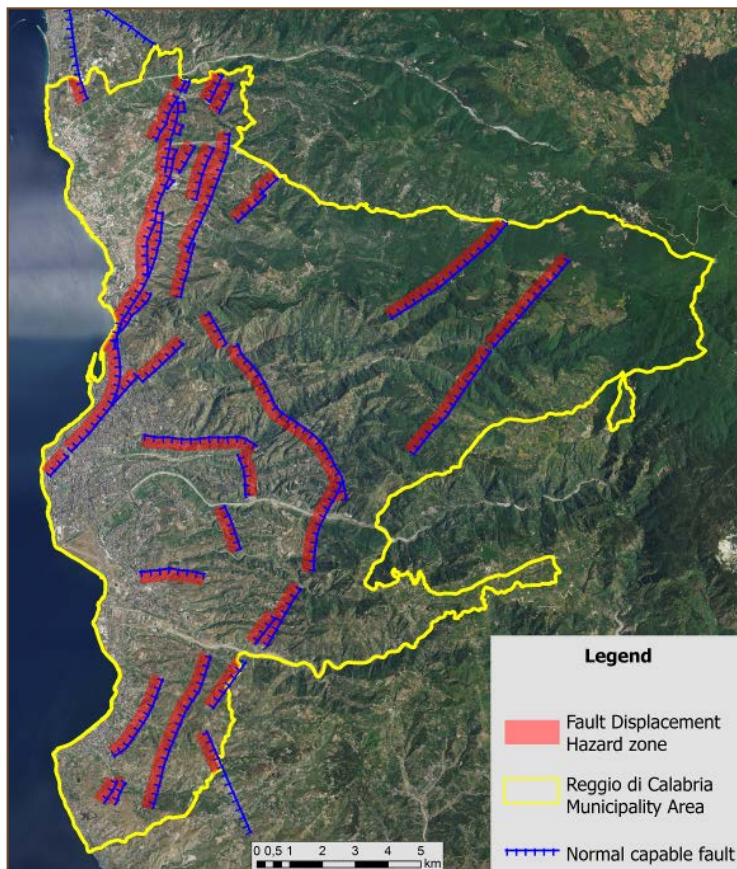 Legend
Fault Displacement
Hazard zone
Reggio di Calabria
Municipality Area
Normal capable fault
0 0,5 1 2 3 4 5
km